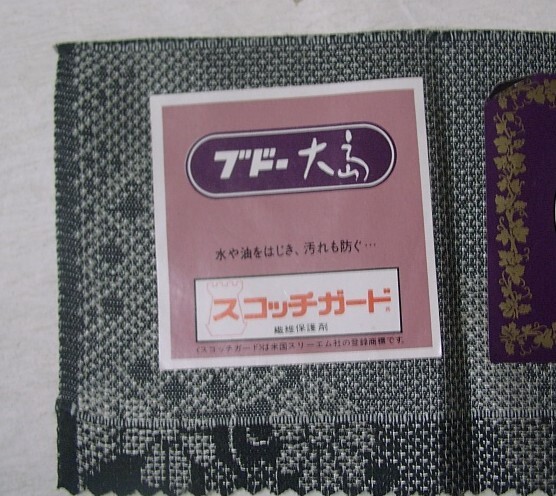 ブドー大島
水や油をはじき、汚れも防ぐ…
スコッチガード®
繊維保護剤
〈スコッチガード〉は米国スリーエム社の登録商標です。